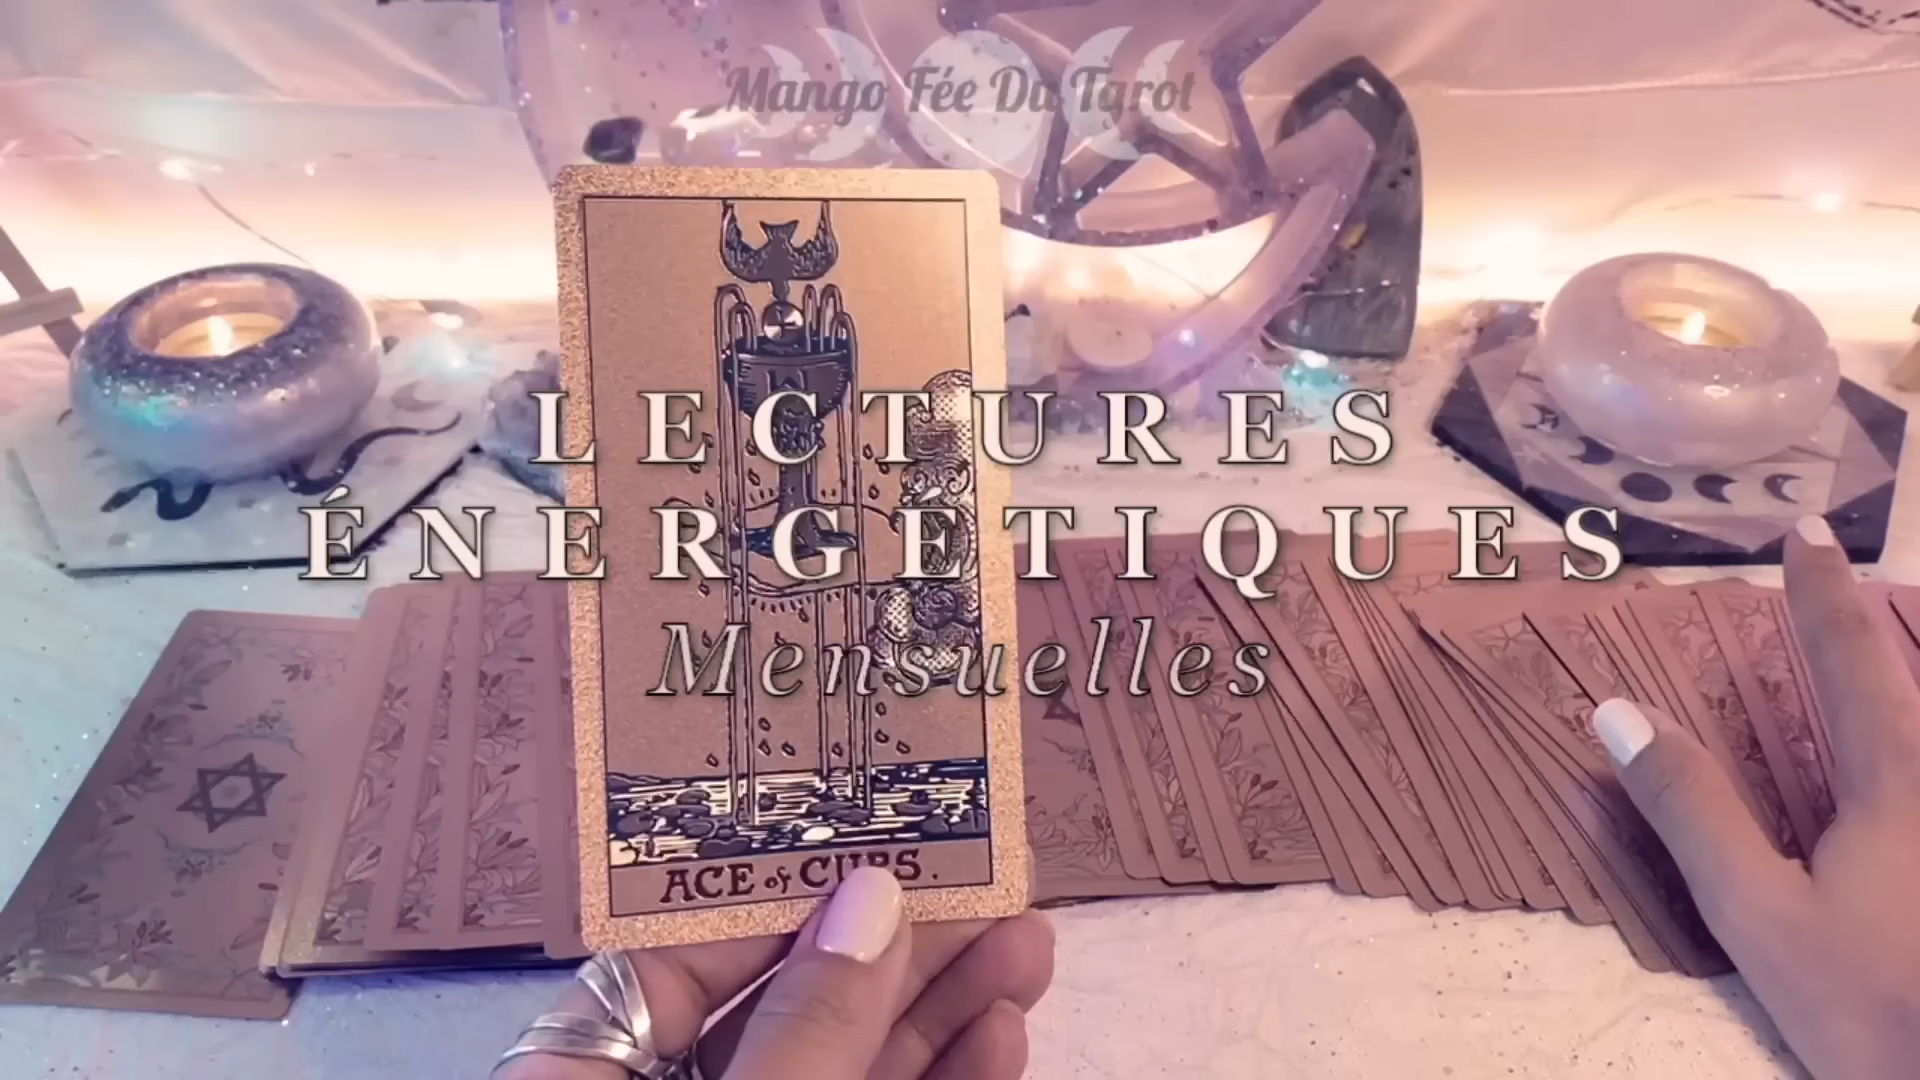 Mango Fée Du Tarot
LECTURES
ÉNERGÉTIQUES
Mensuelles
ACE of CUPS.